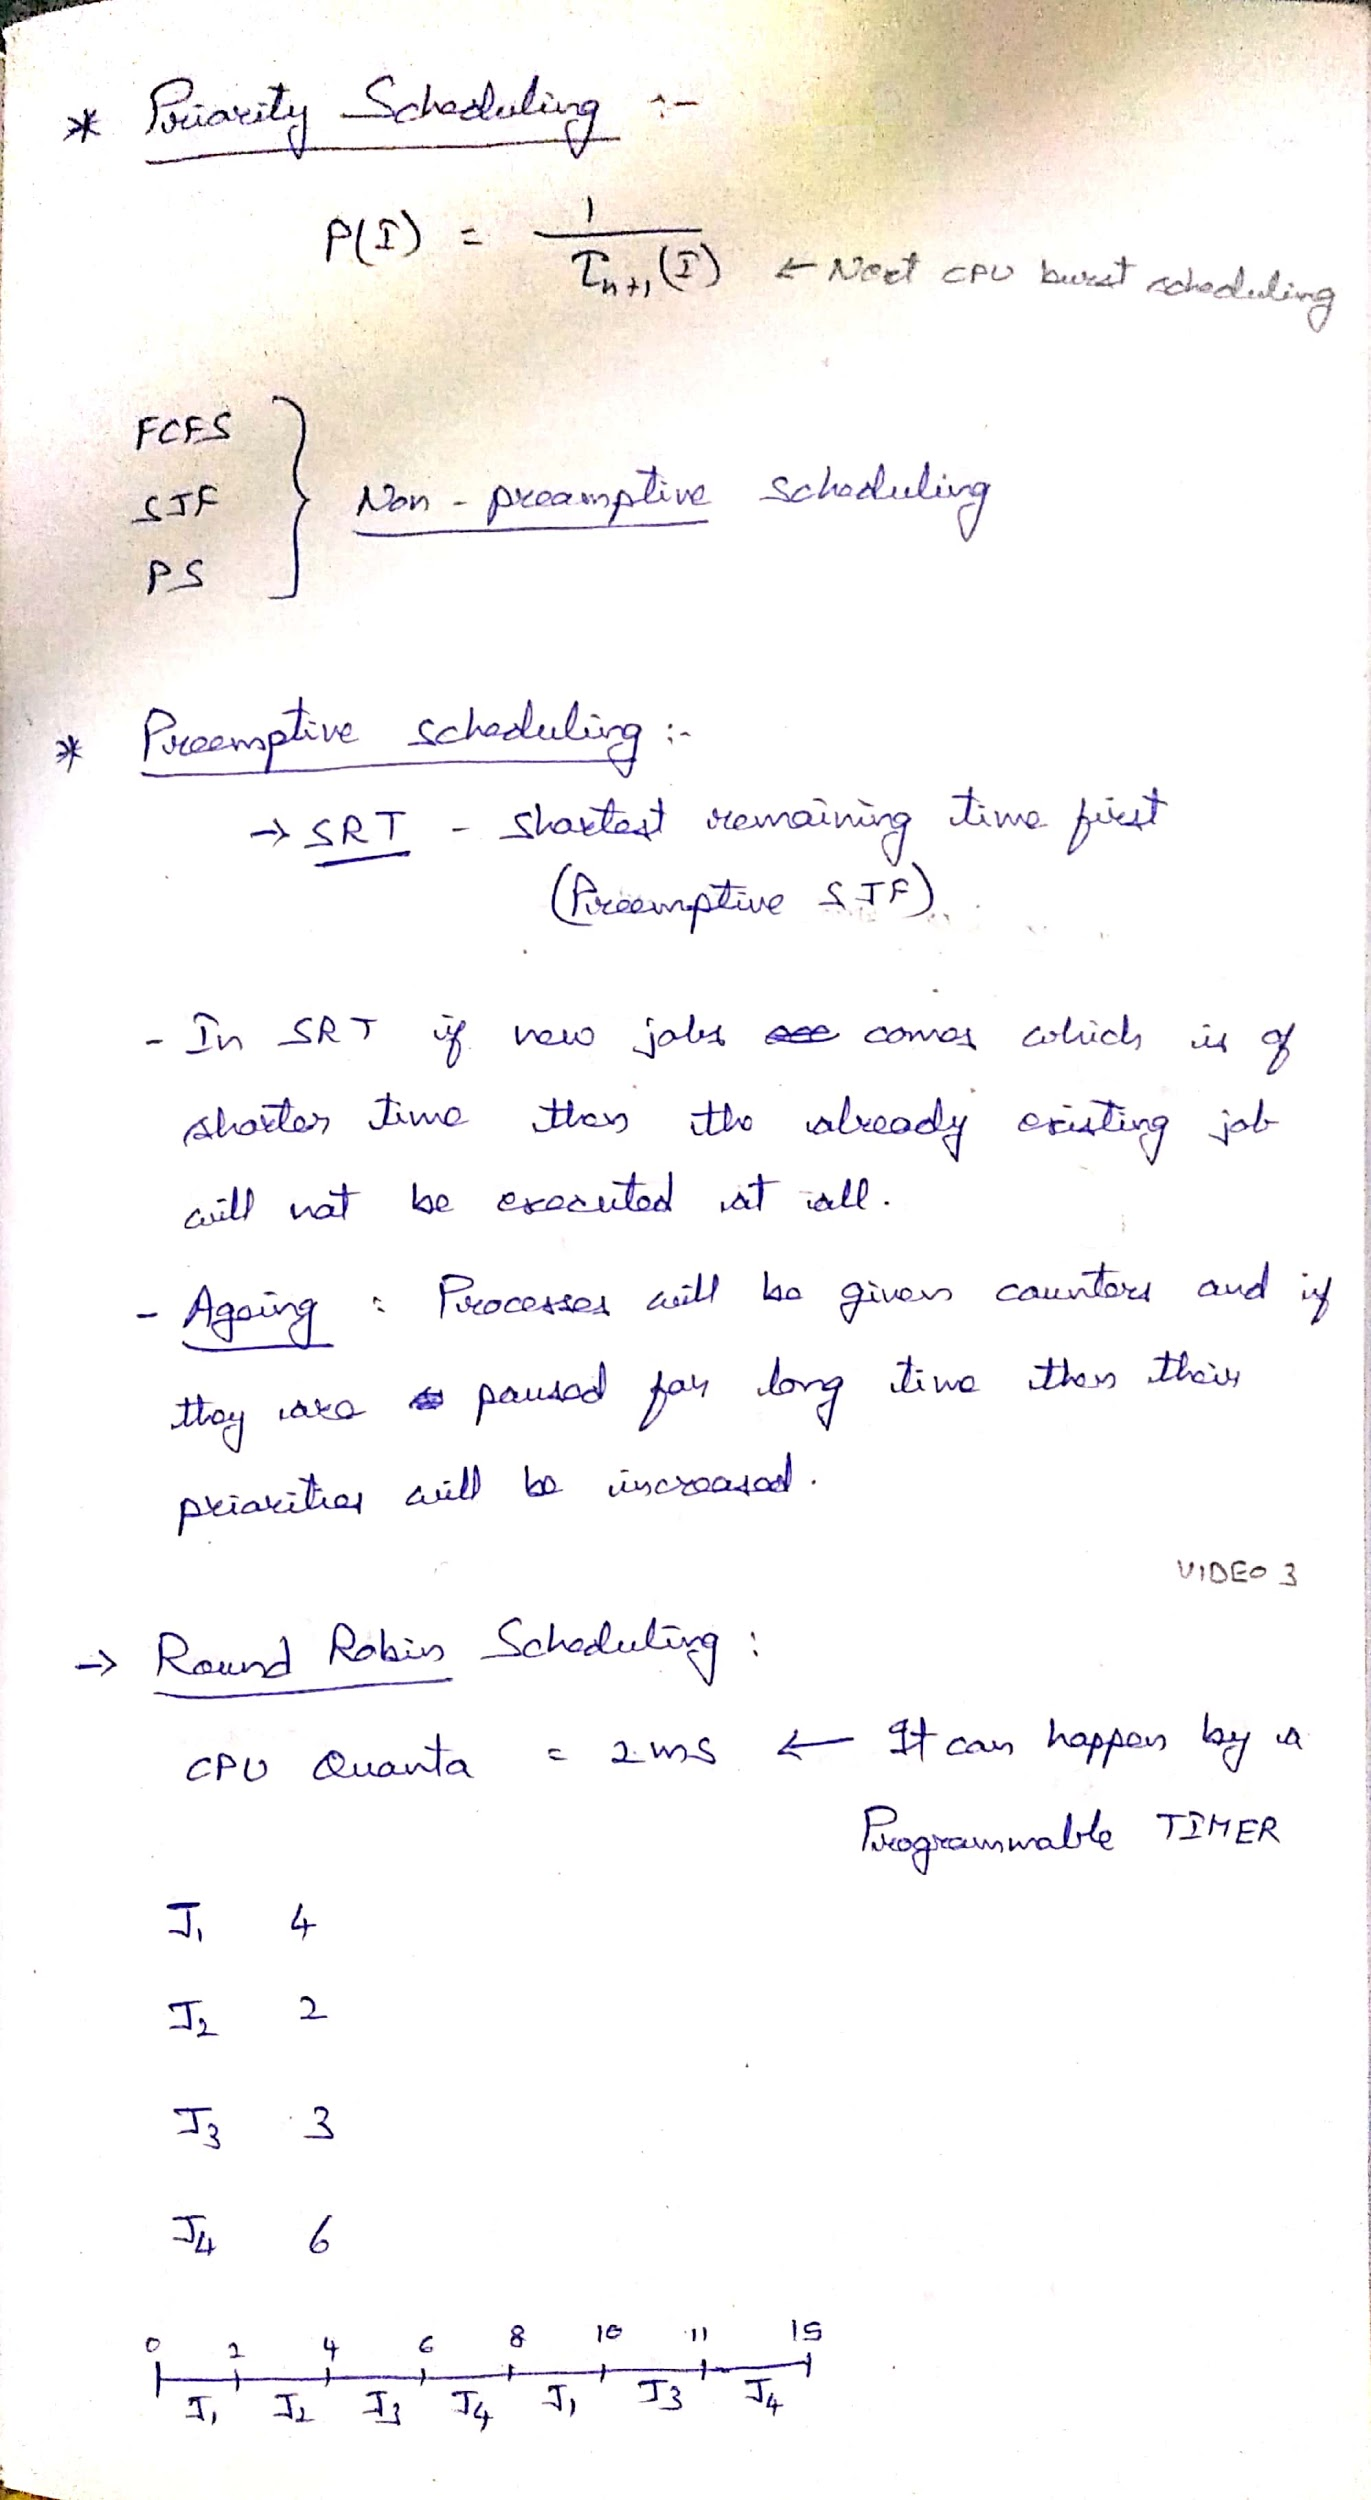 * Priority Scheduling :-
P(I) = 1 / τn+1(I) ← Next CPU burst scheduling
FCFS
SJF
PS
Non - preamptive scheduling
* Preemptive scheduling :-
→ SRT - Shortest remaining time first
(Preemptive SJF)
- In SRT if new jobs comes which is of
shorter time then the already existing job
will not be executed at all.
- Ageing : Processes will be given counters and if
they are paused for long time then their
priorities will be increased.
VIDEO 3
→ Round Robin Scheduling :
CPU Quanta = 2 ms ← It can happen by a
Programmable TIMER
J1 4
J2 2
J3 3
J4 6
0 2 4 6 8 10 11 15
J1 J2 J3 J4 J1 J3 J4